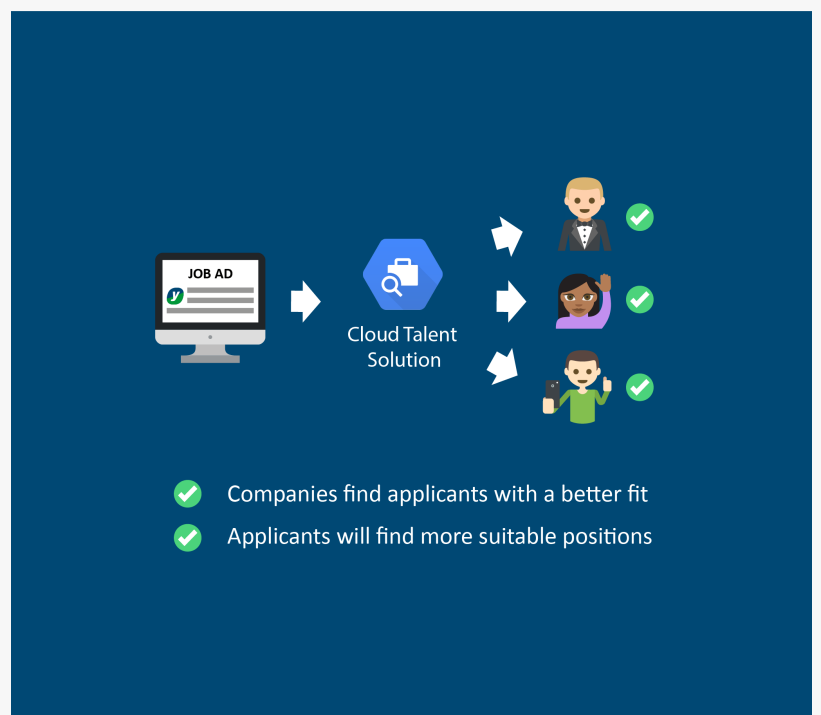 JOB AD
y
Cloud Talent
Solution
Companies find applicants with a better fit
Applicants will find more suitable positions